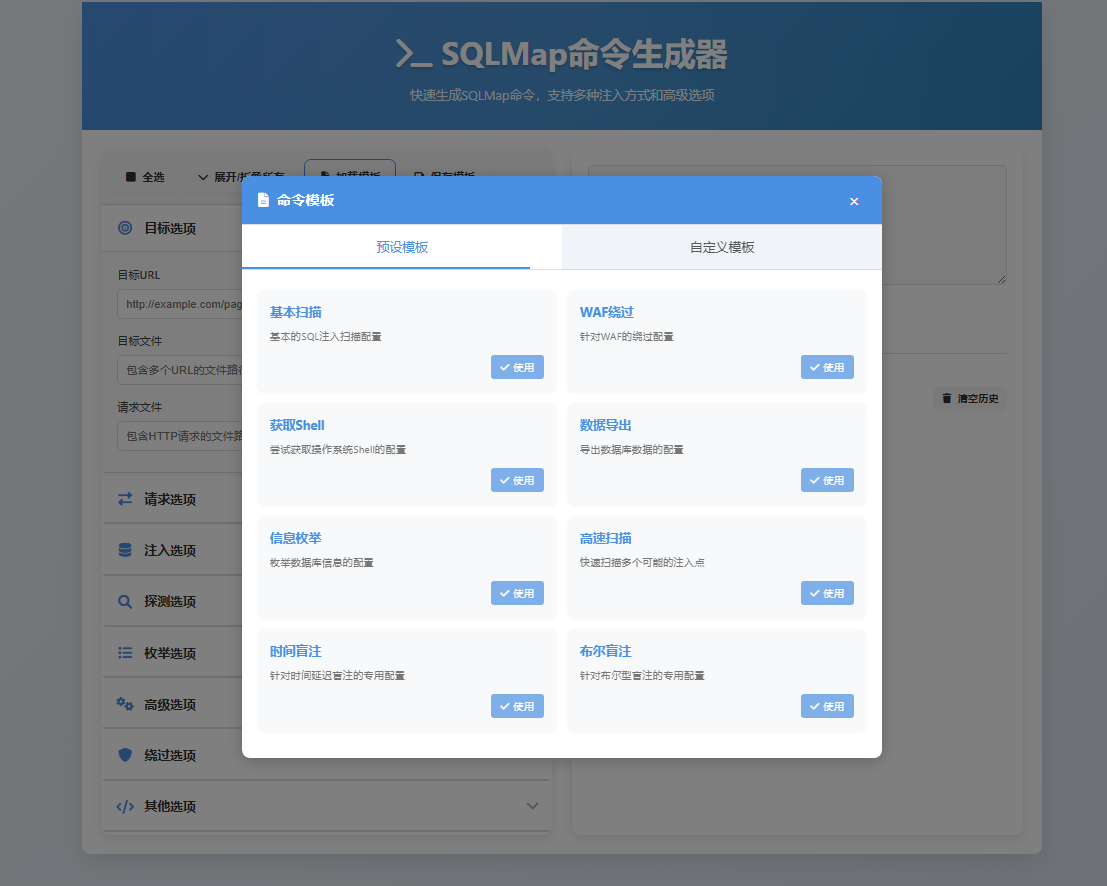 SQLMap命令生成器
快速生成SQLMap命令，支持多种注入方式和高级选项
全选
展开/折叠所有
加载模板
保存模板
命令模板
×
预设模板
自定义模板
基本扫描
基本的SQL注入扫描配置
使用
WAF绕过
针对WAF的绕过配置
使用
获取Shell
尝试获取操作系统Shell的配置
使用
数据导出
导出数据库数据的配置
使用
信息枚举
枚举数据库信息的配置
使用
高速扫描
快速扫描多个可能的注入点
使用
时间盲注
针对时间延迟盲注的专用配置
使用
布尔盲注
针对布尔型盲注的专用配置
使用
目标选项
目标URL
http://example.com/pag
目标文件
包含多个URL的文件路
请求文件
包含HTTP请求的文件路
请求选项
注入选项
探测选项
枚举选项
高级选项
绕过选项
其他选项
清空历史